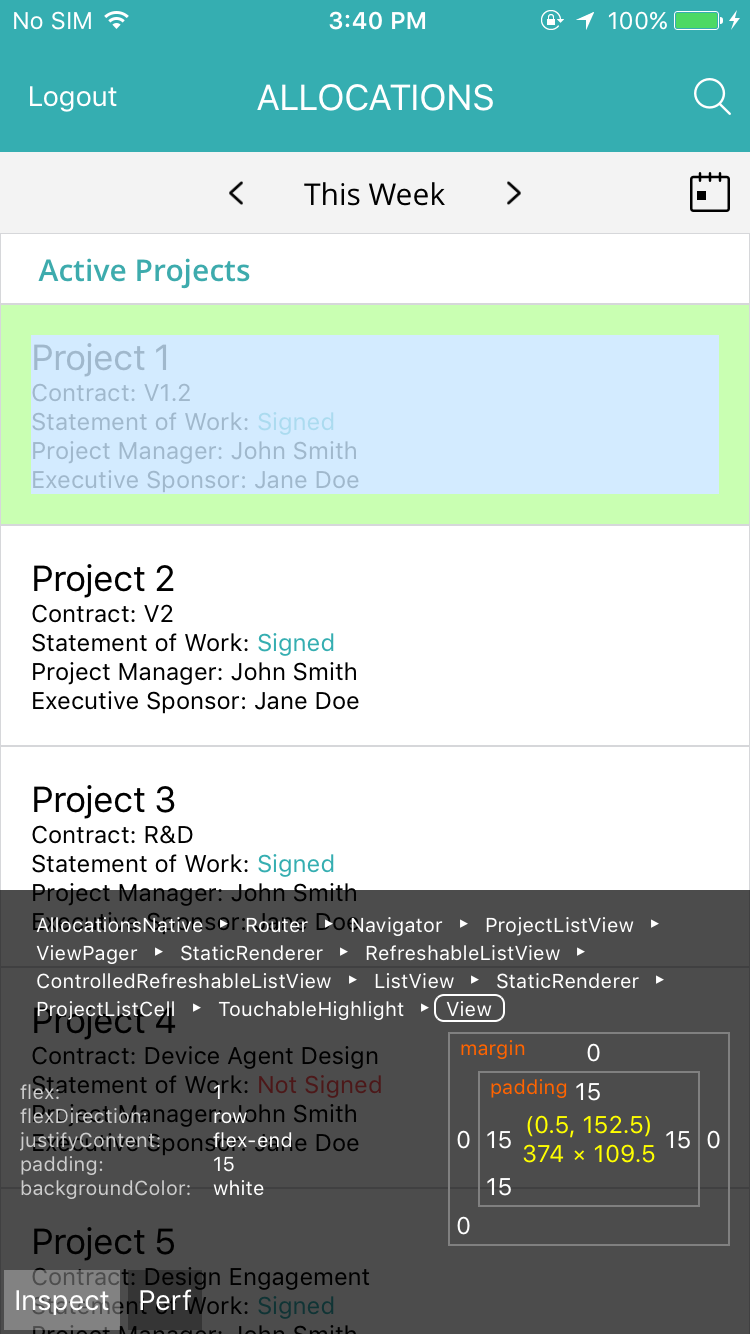 No SIM 3:40 PM 100%
Logout ALLOCATIONS
This Week
Active Projects
Project 1
Contract: V1.2
Statement of Work: Signed
Project Manager: John Smith
Executive Sponsor: Jane Doe
Project 2
Contract: V2
Statement of Work: Signed
Project Manager: John Smith
Executive Sponsor: Jane Doe
Project 3
Contract: R&D
Statement of Work: Signed
Project Manager: John Smith
Executive Sponsor: Jane Doe
AllocationsNative ▸ Router ▸ Navigator ▸ ProjectListView ▸
ViewPager ▸ StaticRenderer ▸ RefreshableListView ▸
ControlledRefreshableListView ▸ ListView ▸ StaticRenderer ▸
ProjectListCell ▸ TouchableHighlight ▸ View
Project 4
Contract: Device Agent Design
Statement of Work: Not Signed
Project Manager: John Smith
Executive Sponsor: Jane Doe
flex: 1
flexDirection: row
justifyContent: flex-end
padding: 15
backgroundColor: white
margin 0
padding 15
0 15 (0.5, 152.5) 15 0
374 × 109.5
15
0
Project 5
Contract: Design Engagement
Statement of Work: Signed
Project Manager: John Smith
Inspect Perf